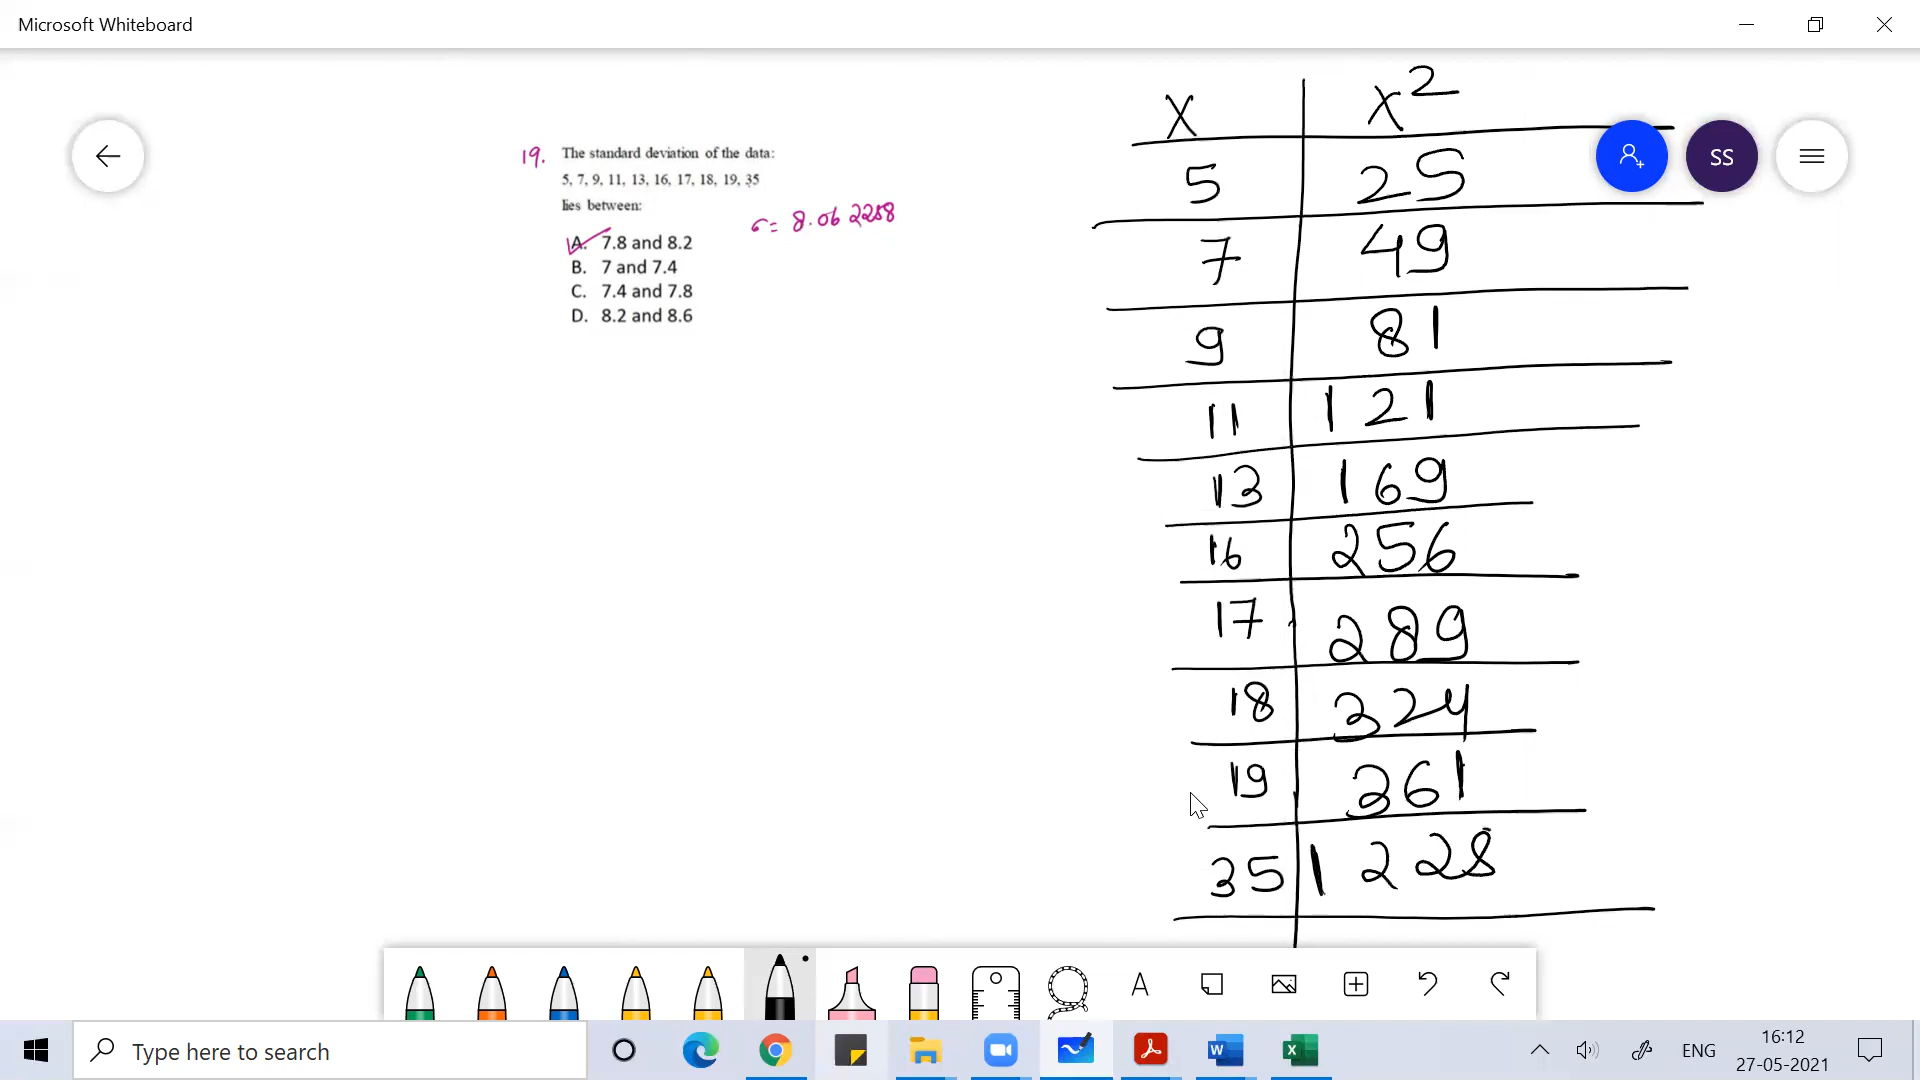 Microsoft Whiteboard
19. The standard deviation of the data:
5, 7, 9, 11, 13, 16, 17, 18, 19, 35
lies between:
σ = 8.06 2258
A. 7.8 and 8.2
B. 7 and 7.4
C. 7.4 and 7.8
D. 8.2 and 8.6
x x²
5 25
7 49
9 81
11 121
13 169
16 256
17 289
18 324
19 361
35 1228
SS
A
Type here to search
ENG
16:12
27-05-2021